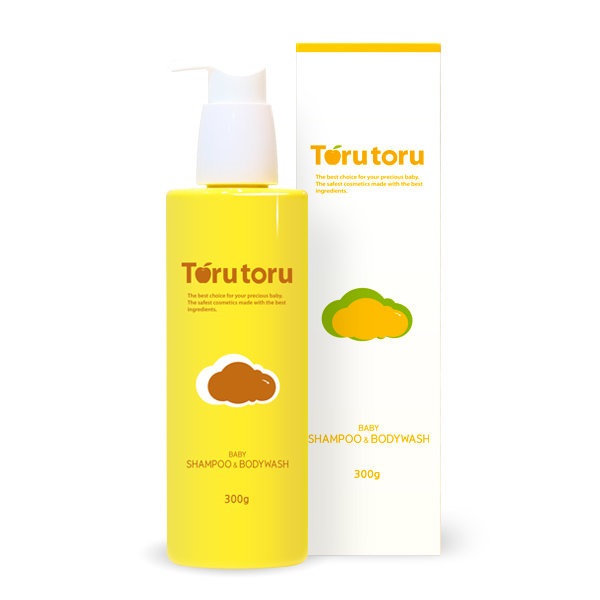 Torutoru
The best choice for your precious baby.
The safest cosmetics made with the best
ingredients.
BABY
SHAMPOO & BODYWASH
300g
Torutoru
The best choice for your precious baby.
The safest cosmetics made with the best
ingredients.
BABY
SHAMPOO & BODYWASH
300g